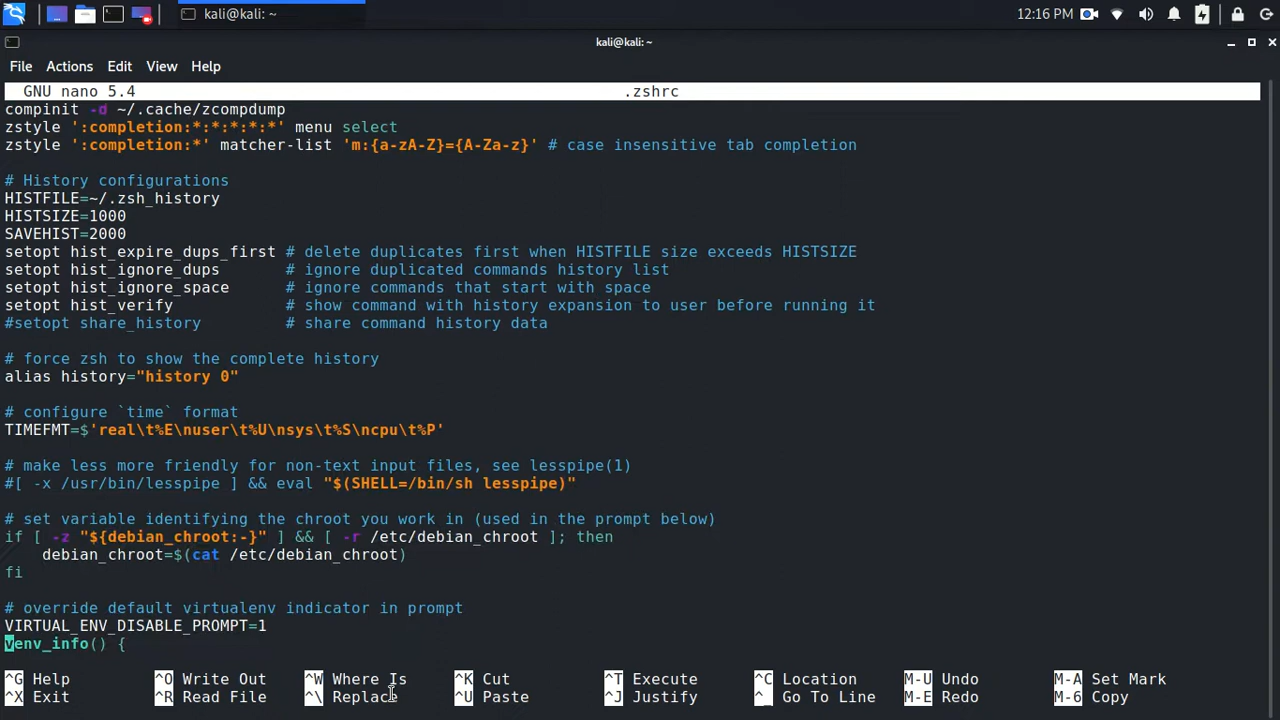 kali@kali: ~
12:16 PM
kali@kali: ~
File Actions Edit View Help
GNU nano 5.4 .zshrc
compinit -d ~/.cache/zcompdump
zstyle ':completion:*:*:*:*:*' menu select
zstyle ':completion:*' matcher-list 'm:{a-zA-Z}={A-Za-z}' # case insensitive tab completion
# History configurations
HISTFILE=~/.zsh_history
HISTSIZE=1000
SAVEHIST=2000
setopt hist_expire_dups_first # delete duplicates first when HISTFILE size exceeds HISTSIZE
setopt hist_ignore_dups       # ignore duplicated commands history list
setopt hist_ignore_space      # ignore commands that start with space
setopt hist_verify            # show command with history expansion to user before running it
#setopt share_history         # share command history data
# force zsh to show the complete history
alias history="history 0"
# configure `time` format
TIMEFMT=$'real\t%E\nuser\t%U\nsys\t%S\ncpu\t%P'
# make less more friendly for non-text input files, see lesspipe(1)
#[ -x /usr/bin/lesspipe ] && eval "$(SHELL=/bin/sh lesspipe)"
# set variable identifying the chroot you work in (used in the prompt below)
if [ -z "${debian_chroot:-}" ] && [ -r /etc/debian_chroot ]; then
    debian_chroot=$(cat /etc/debian_chroot)
fi
# override default virtualenv indicator in prompt
VIRTUAL_ENV_DISABLE_PROMPT=1
venv_info() {
^G Help ^O Write Out ^W Where Is ^K Cut ^T Execute ^C Location M-U Undo M-A Set Mark
^X Exit ^R Read File ^\ Replace ^U Paste ^J Justify ^_ Go To Line M-E Redo M-6 Copy